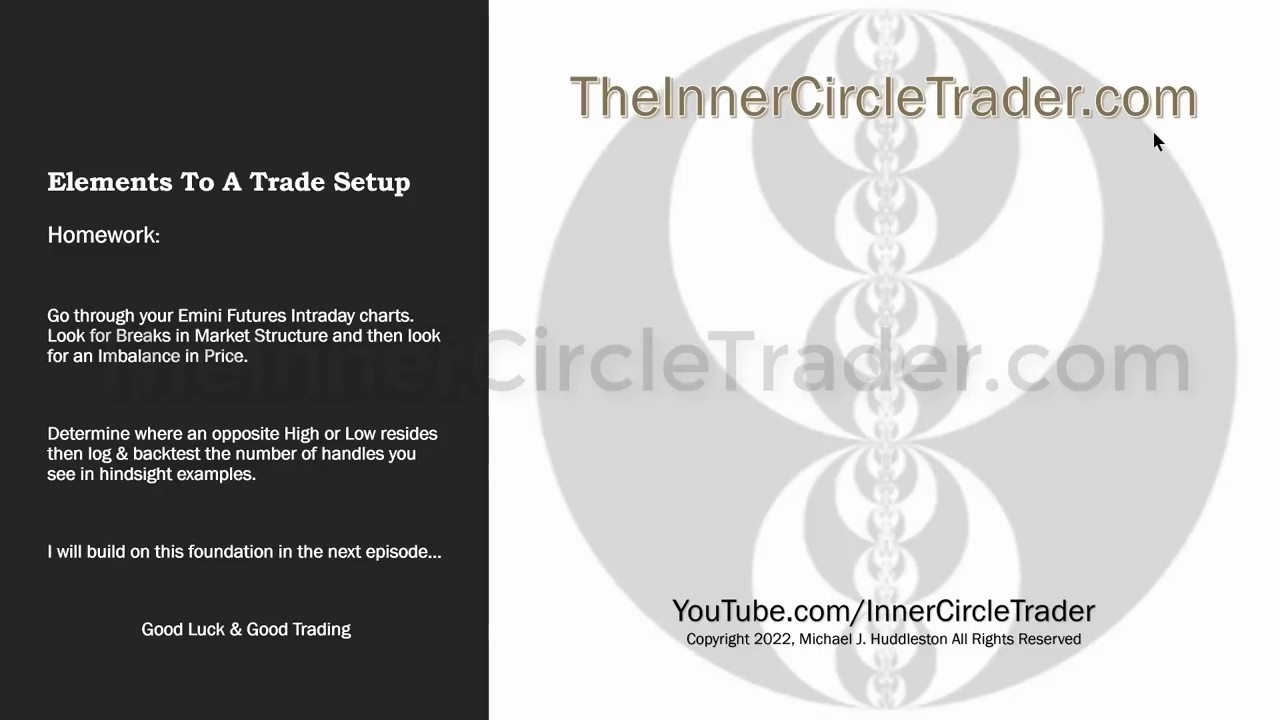 Elements To A Trade Setup
Homework:
Go through your Emini Futures Intraday charts.
Look for Breaks in Market Structure and then look
for an Imbalance in Price.
Determine where an opposite High or Low resides
then log & backtest the number of handles you
see in hindsight examples.
I will build on this foundation in the next episode...
Good Luck & Good Trading
TheInnerCircleTrader.com
TheInnerCircleTrader.com
YouTube.com/InnerCircleTrader
Copyright 2022, Michael J. Huddleston All Rights Reserved